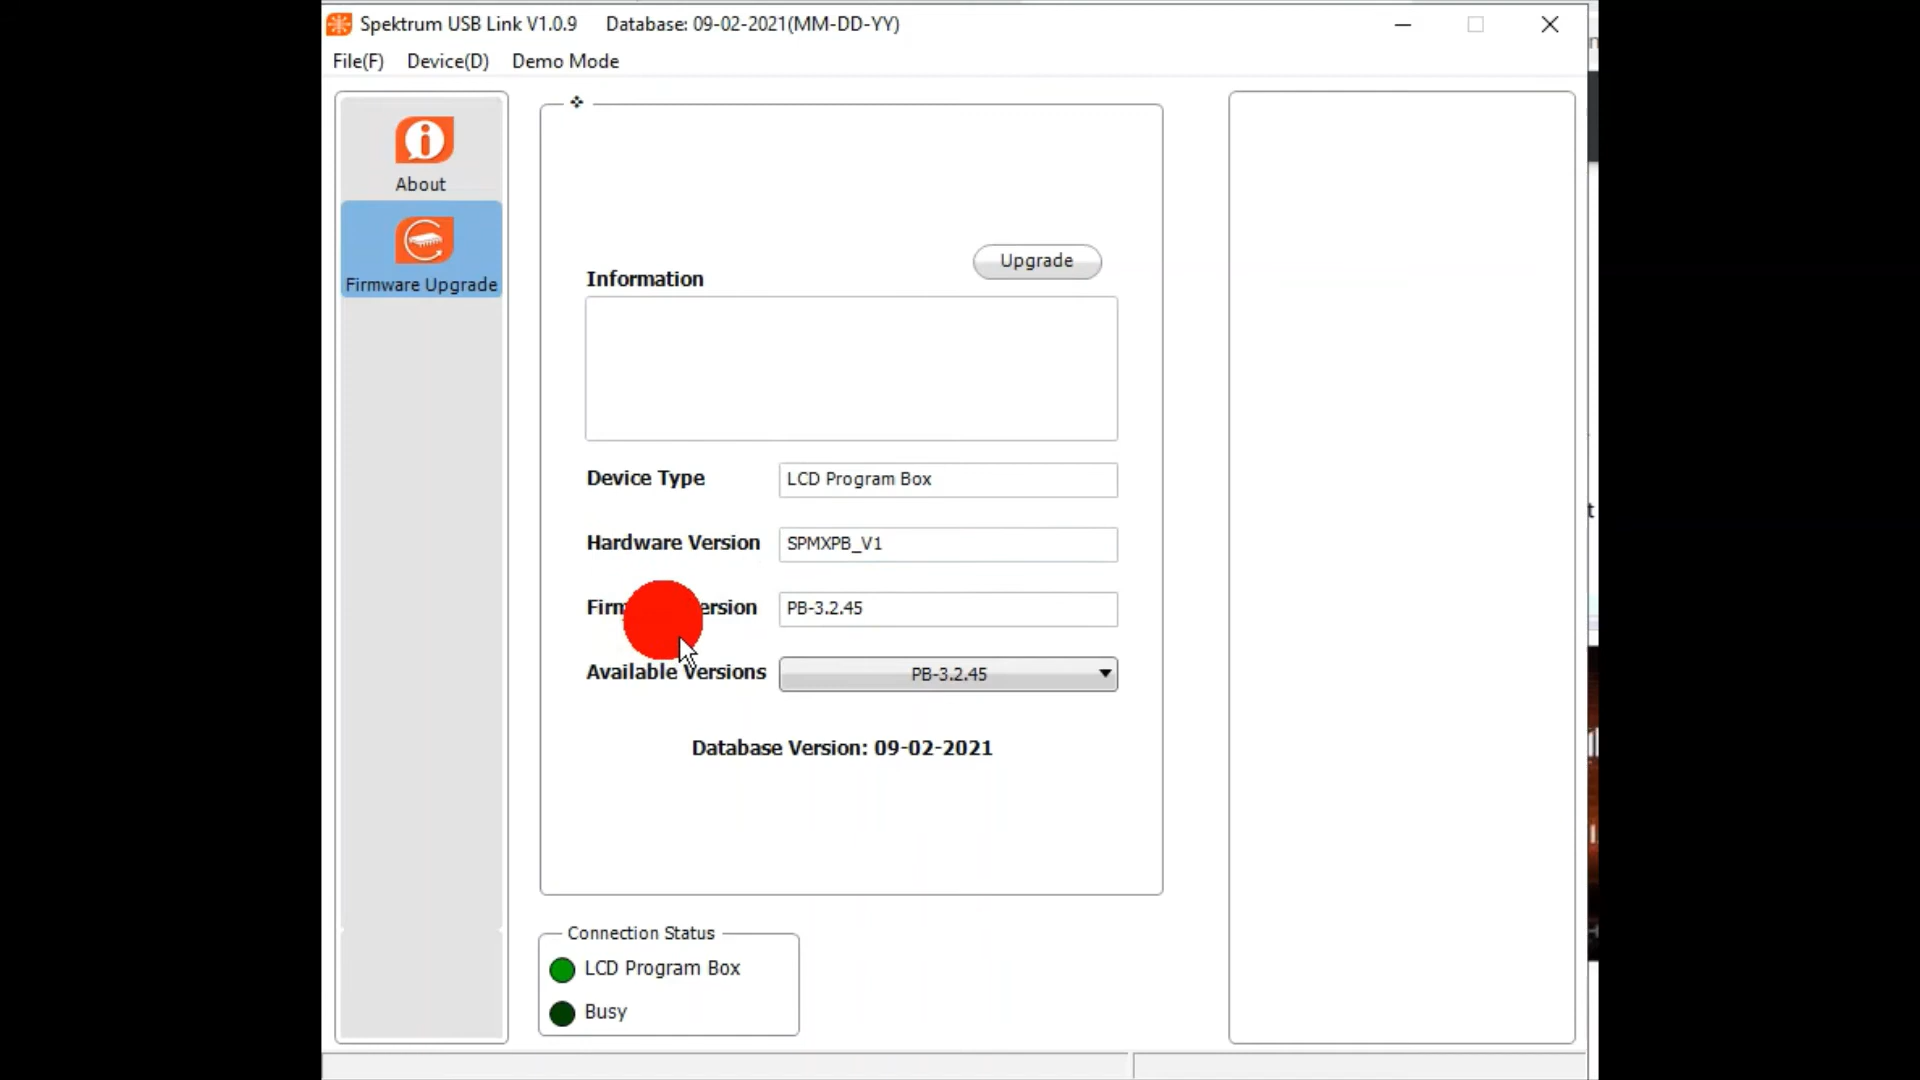 Spektrum USB Link V1.0.9 Database: 09-02-2021(MM-DD-YY)
File(F) Device(D) Demo Mode
About
Firmware Upgrade
Upgrade
Information
Device Type LCD Program Box
Hardware Version SPMXPB_V1
Firm ersion PB-3.2.45
Available Versions PB-3.2.45
Database Version: 09-02-2021
Connection Status
LCD Program Box
Busy